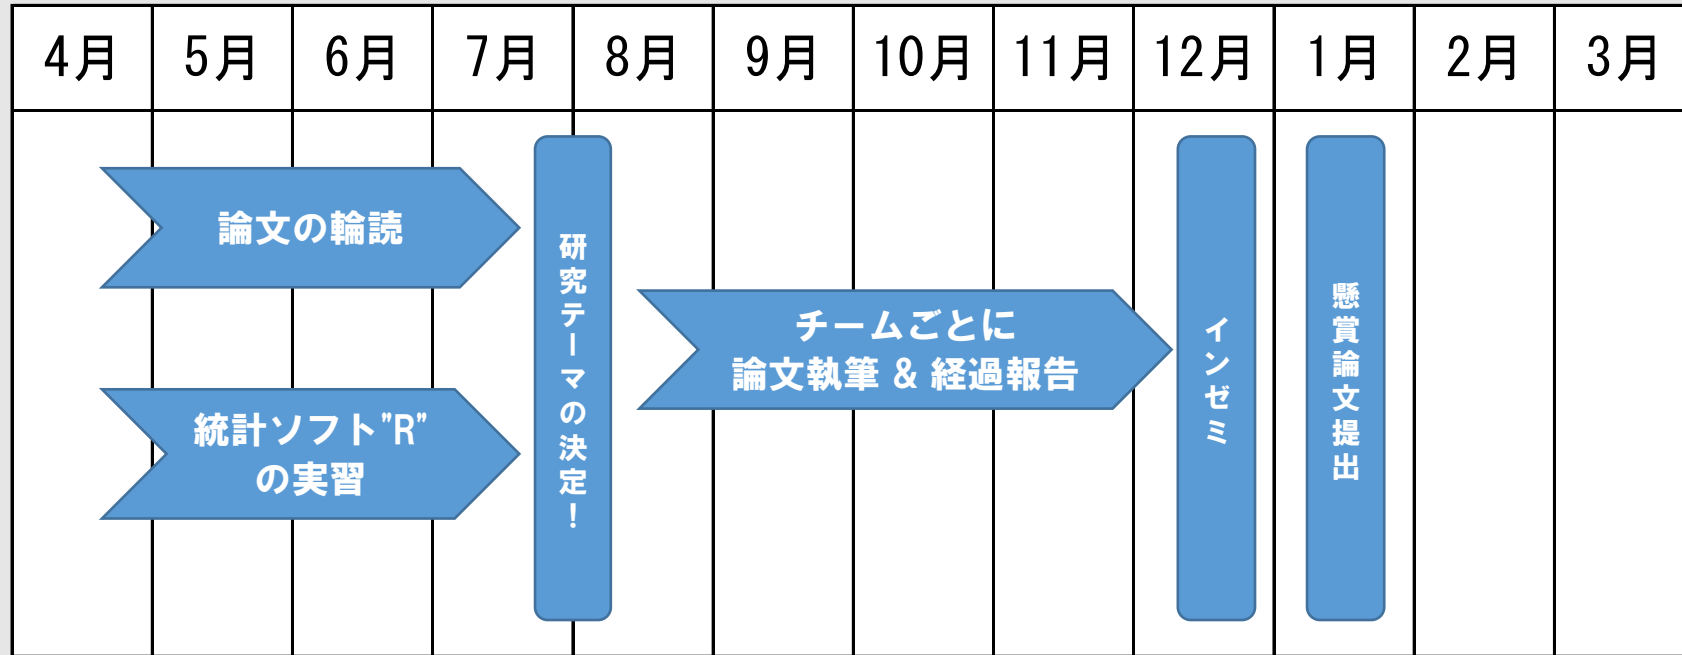 4月 5月 6月 7月 8月 9月 10月 11月 12月 1月 2月 3月
論文の輪読
統計ソフト"R"
の実習
研究テーマの決定！
チームごとに
論文執筆 & 経過報告
インゼミ
懸賞論文提出